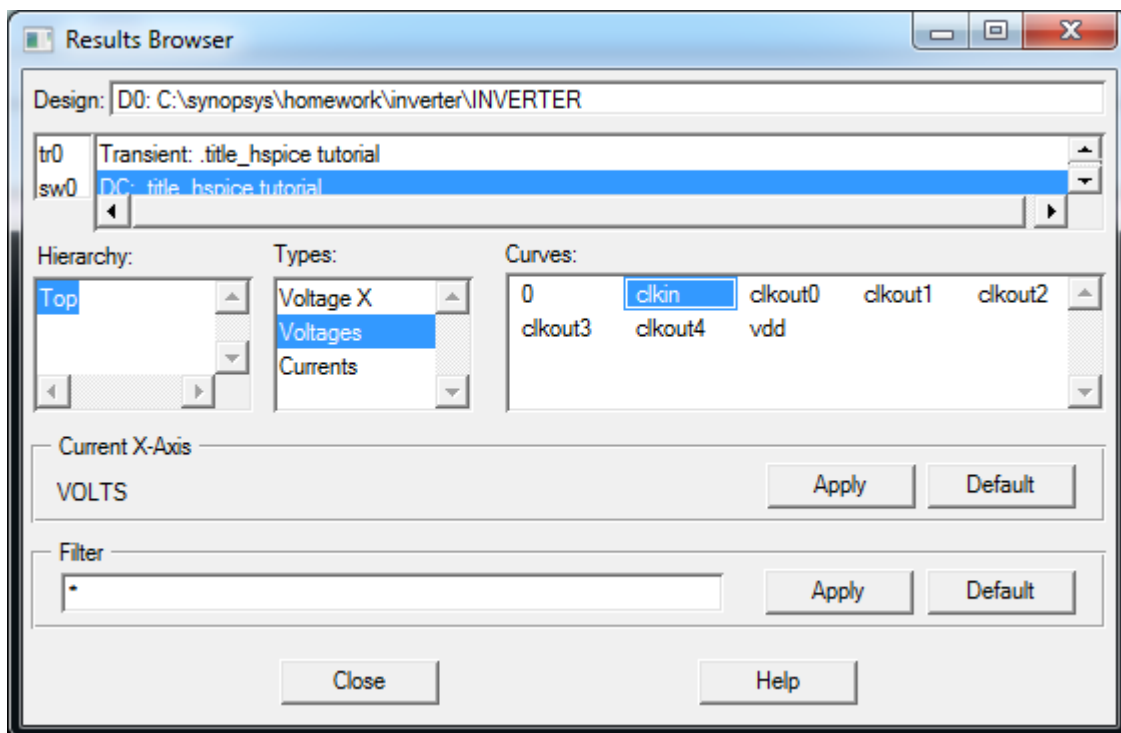 Results Browser
Design: D0: C:\synopsys\homework\inverter\INVERTER
tr0 Transient: .title_hspice tutorial
sw0 DC: .title_hspice tutorial
Hierarchy: Types: Curves:
Top Voltage X 0 clkin clkout0 clkout1 clkout2
Voltages clkout3 clkout4 vdd
Currents
Current X-Axis
VOLTS Apply Default
Filter
* Apply Default
Close Help